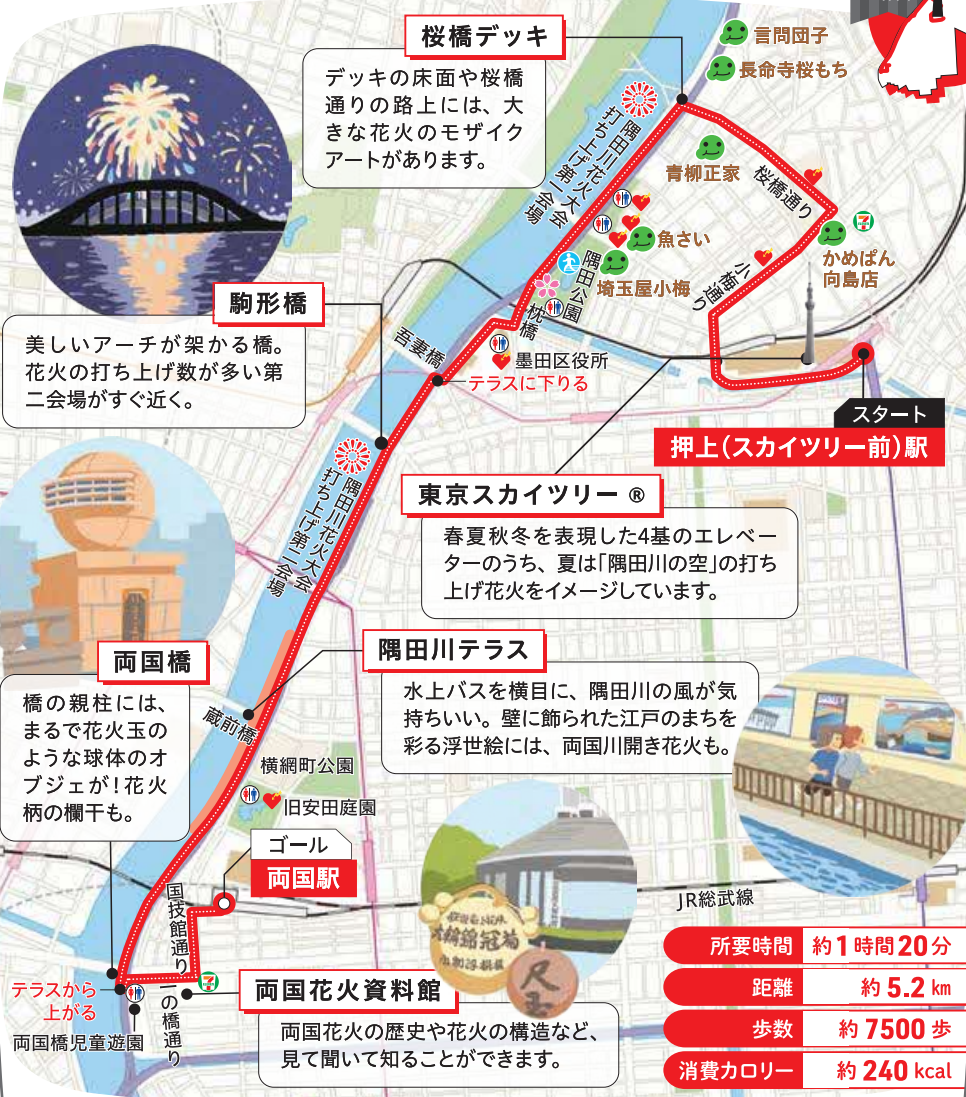 桜橋デッキ
デッキの床面や桜橋
通りの路上には、大
きな花火のモザイク
アートがあります。
言問団子
長命寺桜もち
隅田川花火大会
打ち上げ第一会場
青柳正家
桜橋通り
魚さい
埼玉屋小梅
隅田公園
枕橋
小梅通り
かめぱん
向島店
駒形橋
美しいアーチが架かる橋。
花火の打ち上げ数が多い第
二会場がすぐ近く。
吾妻橋
墨田区役所
テラスに下りる
スタート
押上(スカイツリー前)駅
東京スカイツリー ®
春夏秋冬を表現した4基のエレベー
ターのうち、夏は「隅田川の空」の打ち
上げ花火をイメージしています。
隅田川花火大会
打ち上げ第二会場
両国橋
橋の親柱には、
まるで花火玉の
ような球体のオ
ブジェが!花火
柄の欄干も。
隅田川テラス
水上バスを横目に、隅田川の風が気
持ちいい。壁に飾られた江戸のまちを
彩る浮世絵には、両国川開き花火も。
蔵前橋
横網町公園
旧安田庭園
ゴール
両国駅
JR総武線
国技館通り
一の橋通り
テラスから
上がる
両国橋児童遊園
両国花火資料館
両国花火の歴史や花火の構造など、
見て聞いて知ることができます。
尺玉
所要時間 約1時間20分
距離 約5.2km
歩数 約7500歩
消費カロリー 約240kcal